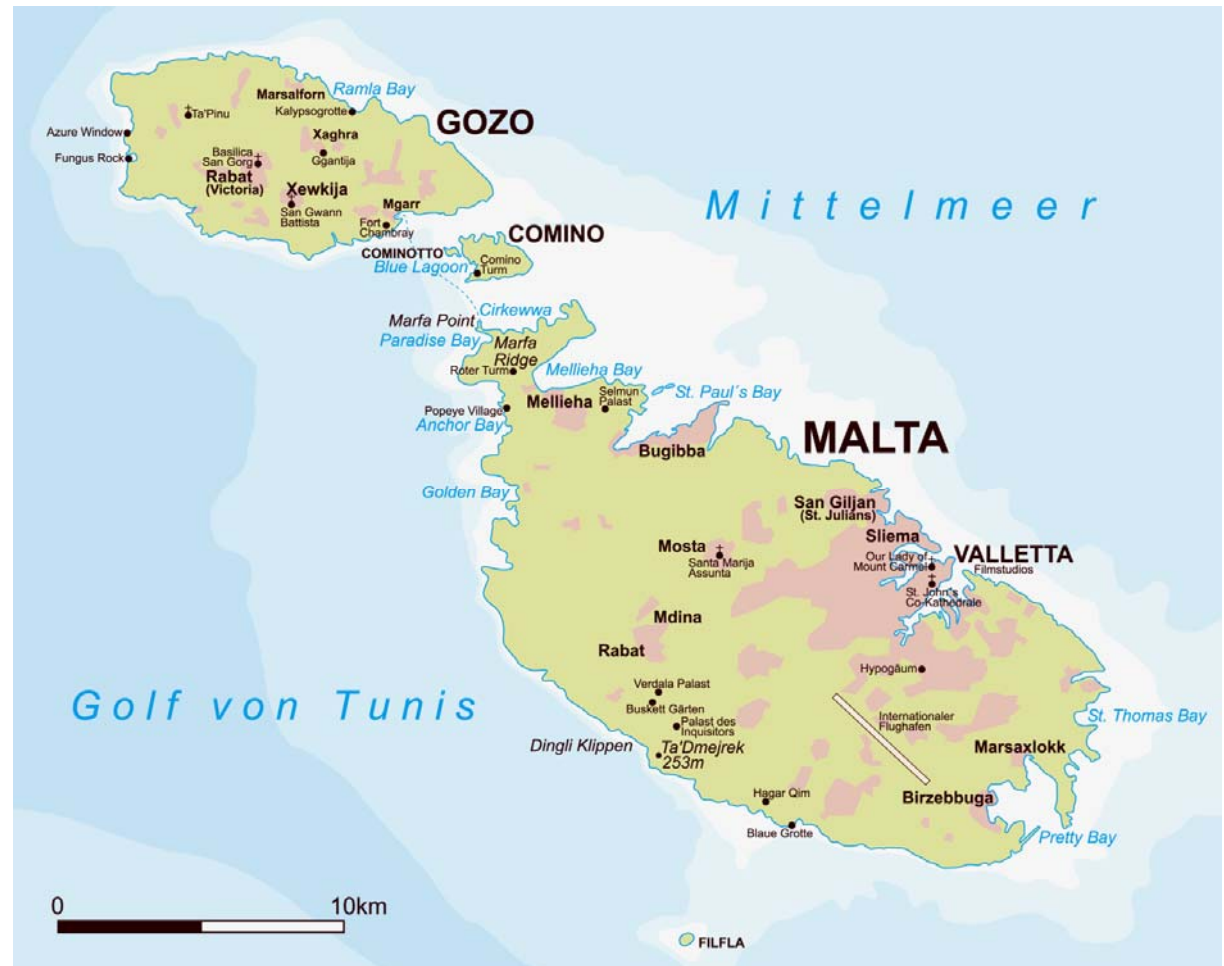 Marsalforn
Ramla Bay
Kalypsogrotte
Ta'Pinu
GOZO
Azure Window
Xaghra
Fungus Rock
Basilica
San Gorg
Ggantija
Rabat
(Victoria)
Xewkija
San Gwann
Battista
Mgarr
Fort
Chambray
Mittelmeer
COMINO
COMINOTTO
Blue Lagoon
Comino
Turm
Cirkewwa
Marfa Point
Paradise Bay
Marfa
Ridge
Roter Turm
Mellieha Bay
Selmun
Palast
St. Paul´s Bay
Mellieha
Popeye Village
Anchor Bay
MALTA
Bugibba
Golden Bay
San Giljan
(St. Julians)
Sliema
Mosta
Santa Marija
Assunta
Our Lady of
Mount Carmel
VALLETTA
Filmstudios
St. John´s
Co-Kathedrale
Mdina
Rabat
Hypogäum
Verdala Palast
Buskett Gärten
Palast des
Inquisitors
Internationaler
Flughafen
St. Thomas Bay
Golf von Tunis
Dingli Klippen
Ta'Dmejrek
253m
Marsaxlokk
Hagar Qim
Birzebbuga
Blaue Grotte
Pretty Bay
0 10km
FILFLA